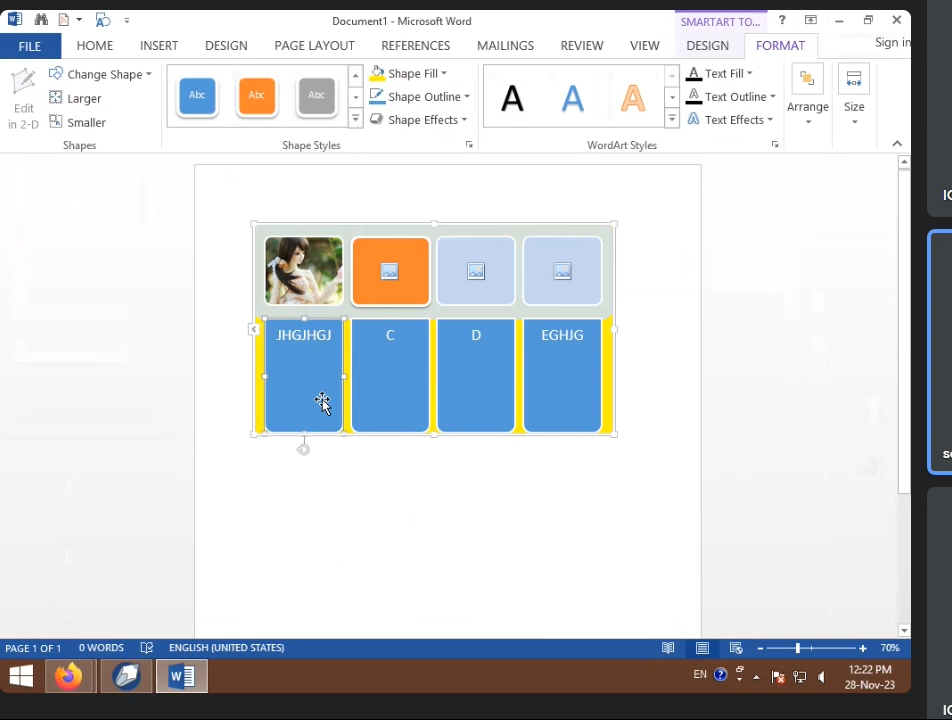 Document1 - Microsoft Word
SMARTART TO...
?
FILE
HOME
INSERT
DESIGN
PAGE LAYOUT
REFERENCES
MAILINGS
REVIEW
VIEW
DESIGN
FORMAT
Sign in
Edit
in 2-D
Change Shape
Larger
Smaller
Shapes
Abc
Abc
Abc
Shape Fill
Shape Outline
Shape Effects
Shape Styles
A
A
A
Text Fill
Text Outline
Text Effects
WordArt Styles
Arrange
Size
JHGJHGJ
C
D
EGHJG
PAGE 1 OF 1
0 WORDS
ENGLISH (UNITED STATES)
70%
EN
12:22 PM
28-Nov-23